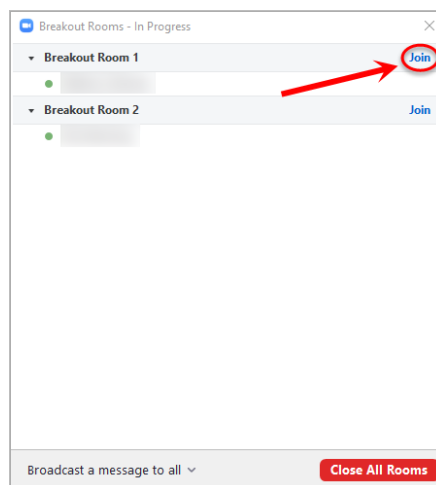 Breakout Rooms - In Progress
Breakout Room 1 Join
Breakout Room 2 Join
Broadcast a message to all
Close All Rooms